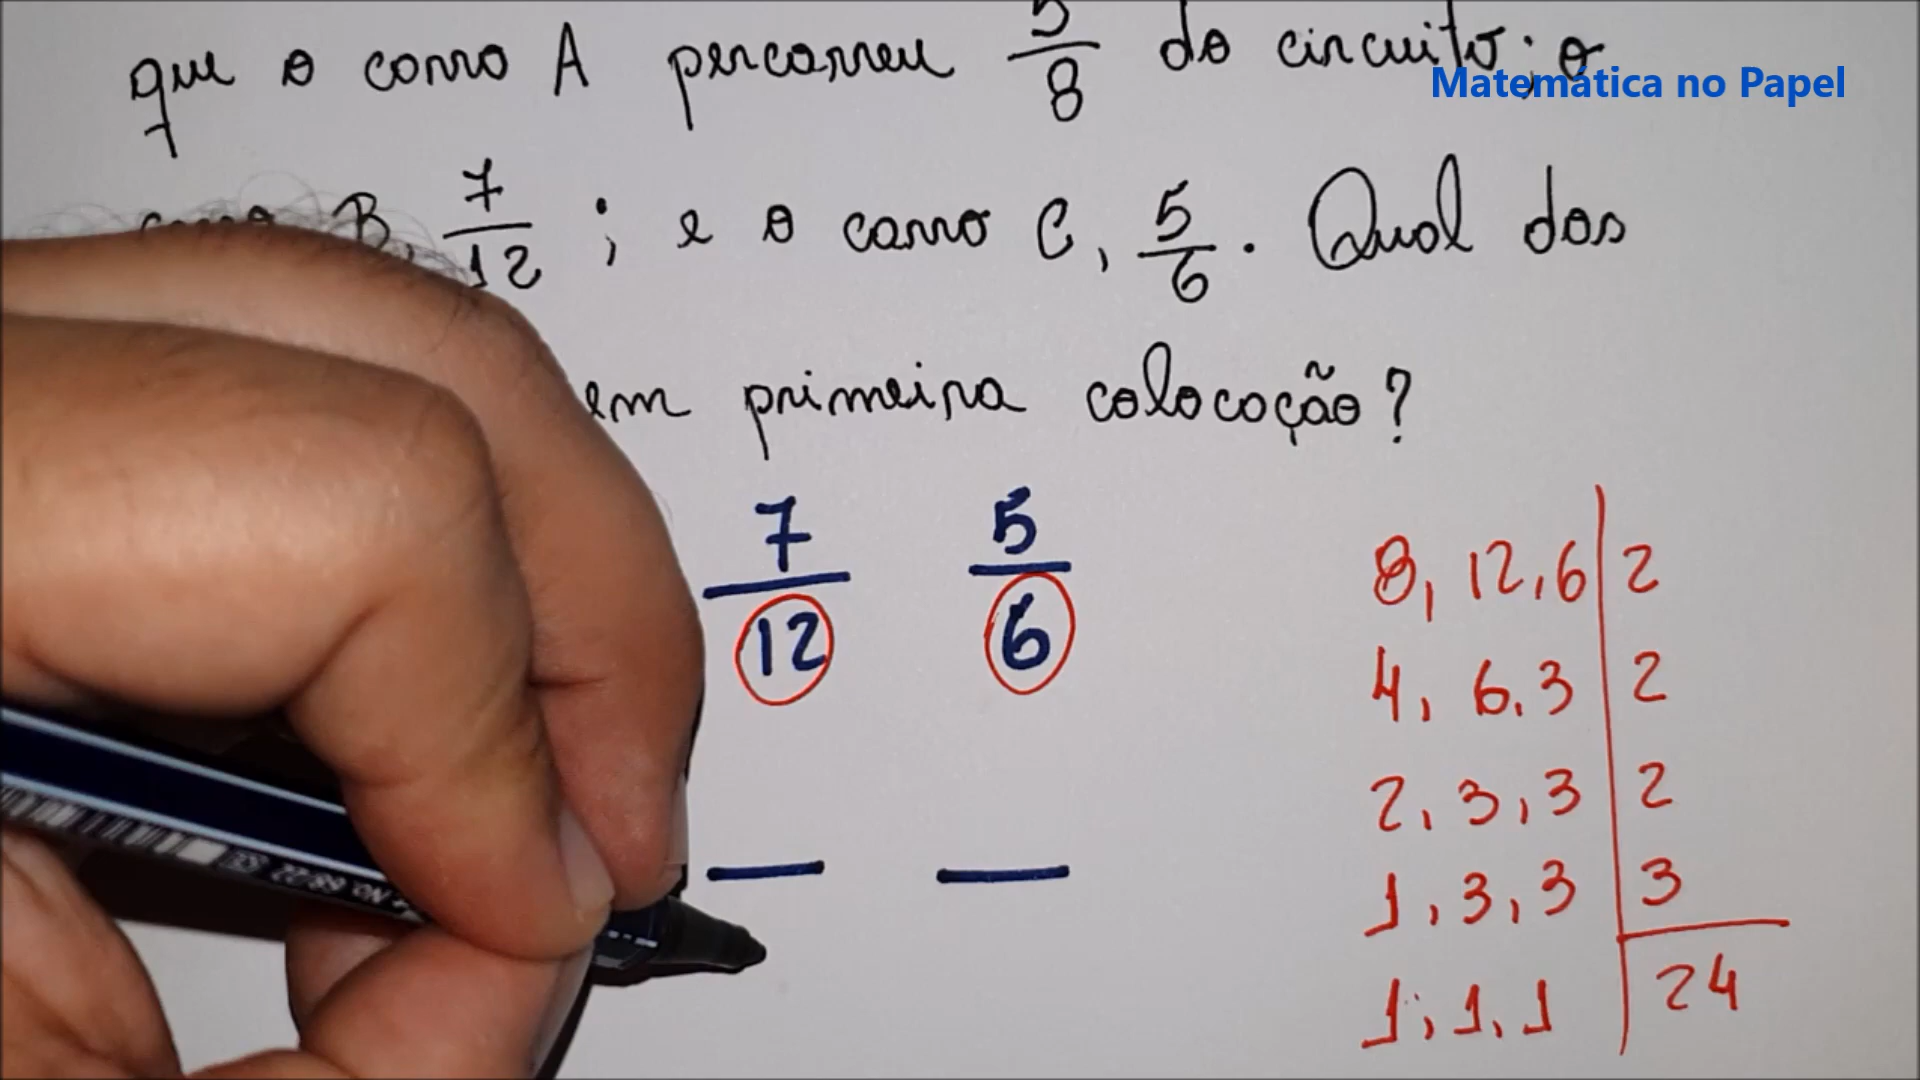 que o carro A percorreu 5/8 do circuito; o
Matemática no Papel
carro B, 7/12 ; e o carro C, 5/6 . Qual dos
em primeira colocação?
7/12 5/6
8, 12, 6 | 2
4, 6, 3 | 2
2, 3, 3 | 2
1, 3, 3 | 3
1, 1, 1 | 24